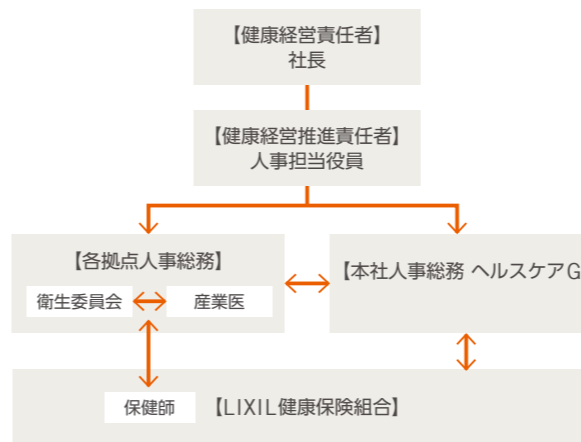 【健康経営責任者】
社長
【健康経営推進責任者】
人事担当役員
【各拠点人事総務】
衛生委員会
産業医
【本社人事総務 ヘルスケアG
保健師
【LIXIL健康保険組合】